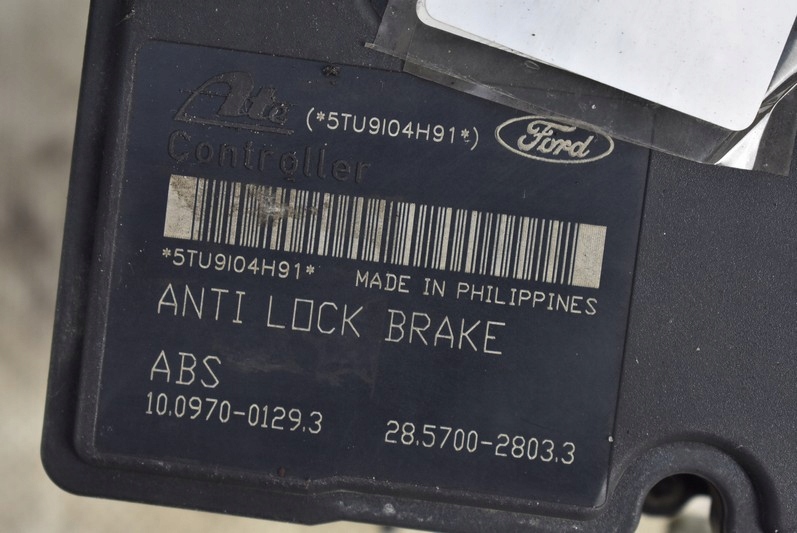 Ate (*5TU9I04H91*) Ford
Controller
*5TU9I04H91* MADE IN PHILIPPINES
ANTI LOCK BRAKE
ABS
10.0970-0129.3 28.5700-2803.3